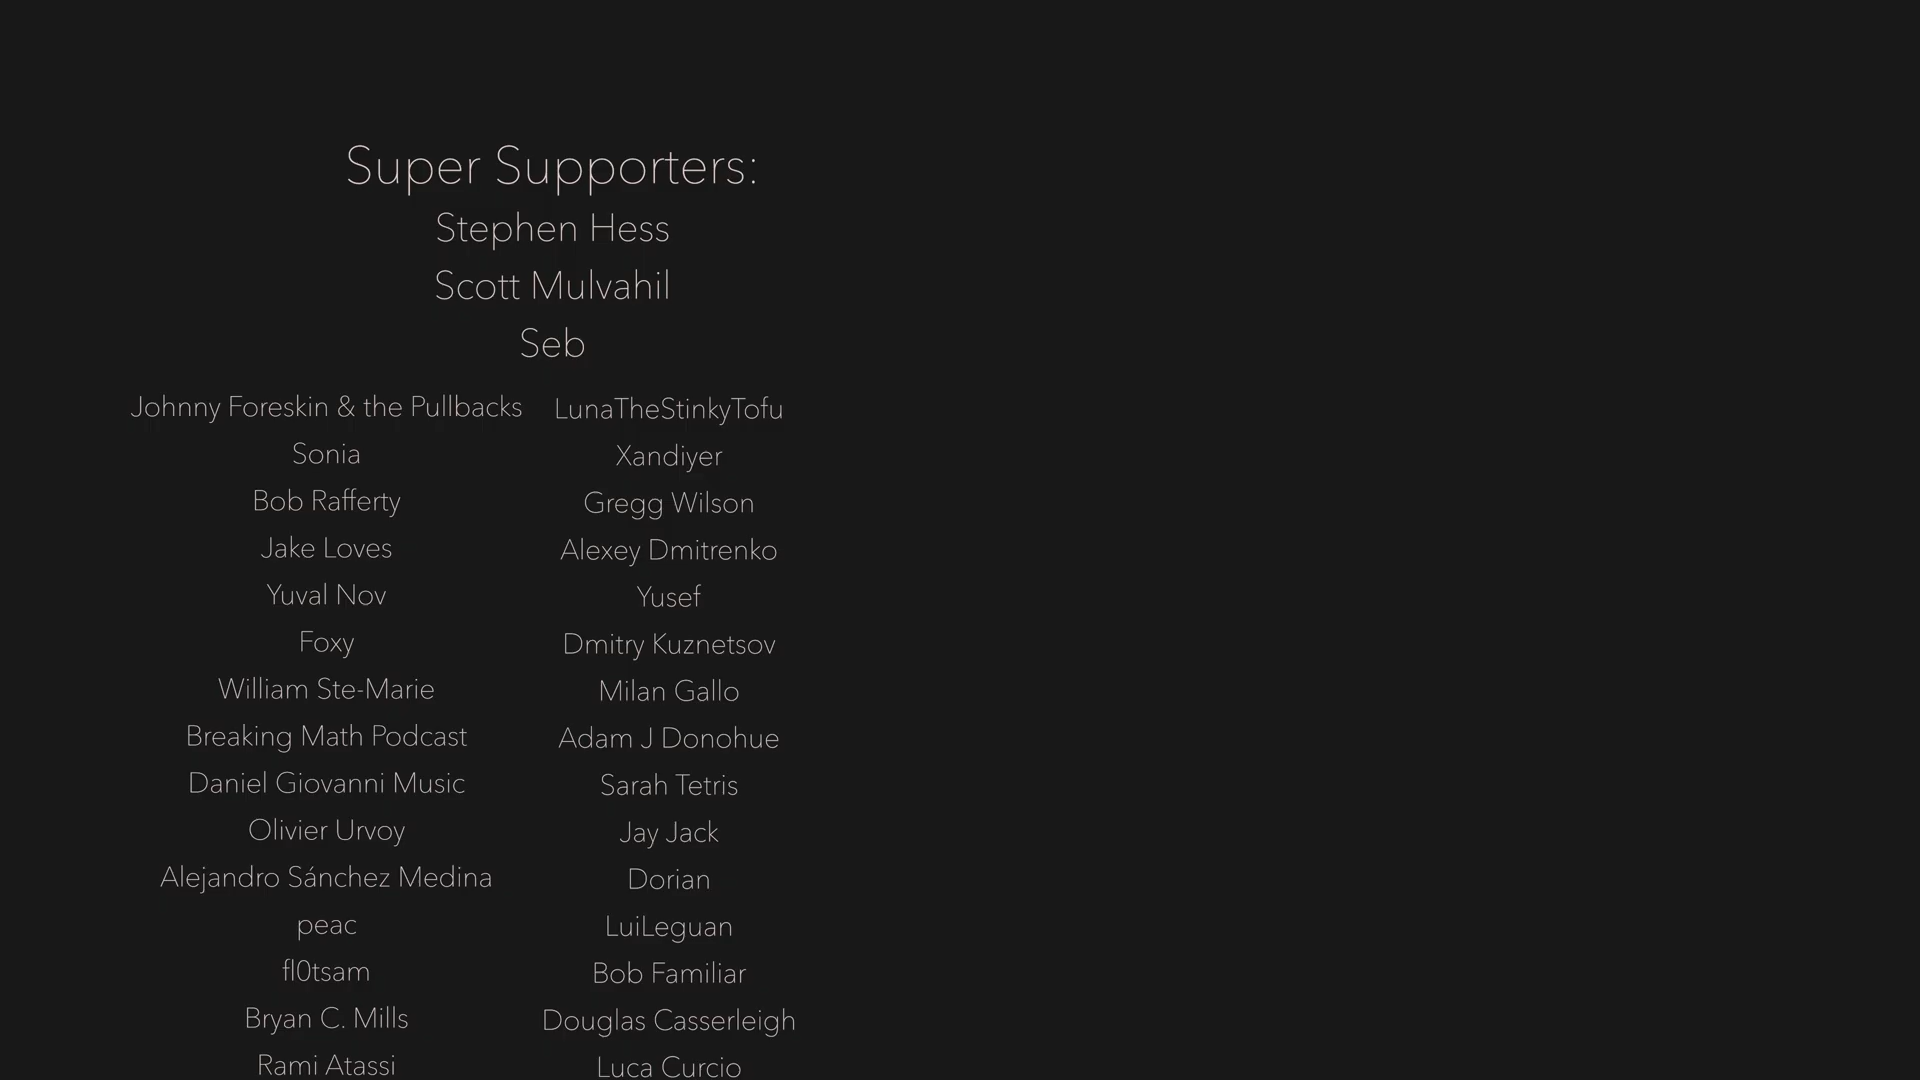 Super Supporters:
Stephen Hess
Scott Mulvahil
Seb
Johnny Foreskin & the Pullbacks
Sonia
Bob Rafferty
Jake Loves
Yuval Nov
Foxy
William Ste-Marie
Breaking Math Podcast
Daniel Giovanni Music
Olivier Urvoy
Alejandro Sánchez Medina
peac
fl0tsam
Bryan C. Mills
Rami Atassi
LunaTheStinkyTofu
Xandiyer
Gregg Wilson
Alexey Dmitrenko
Yusef
Dmitry Kuznetsov
Milan Gallo
Adam J Donohue
Sarah Tetris
Jay Jack
Dorian
LuiLeguan
Bob Familiar
Douglas Casserleigh
Luca Curcio